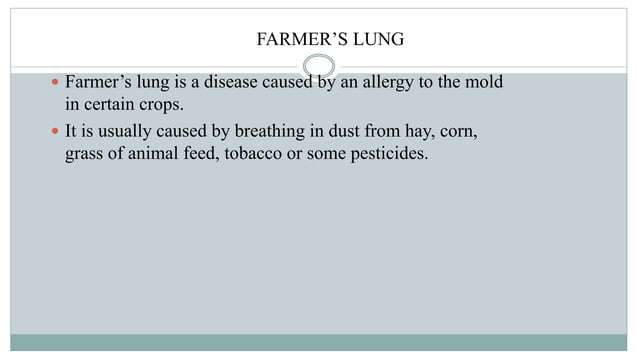 FARMER’S LUNG
• Farmer’s lung is a disease caused by an allergy to the mold
in certain crops.
• It is usually caused by breathing in dust from hay, corn,
grass of animal feed, tobacco or some pesticides.